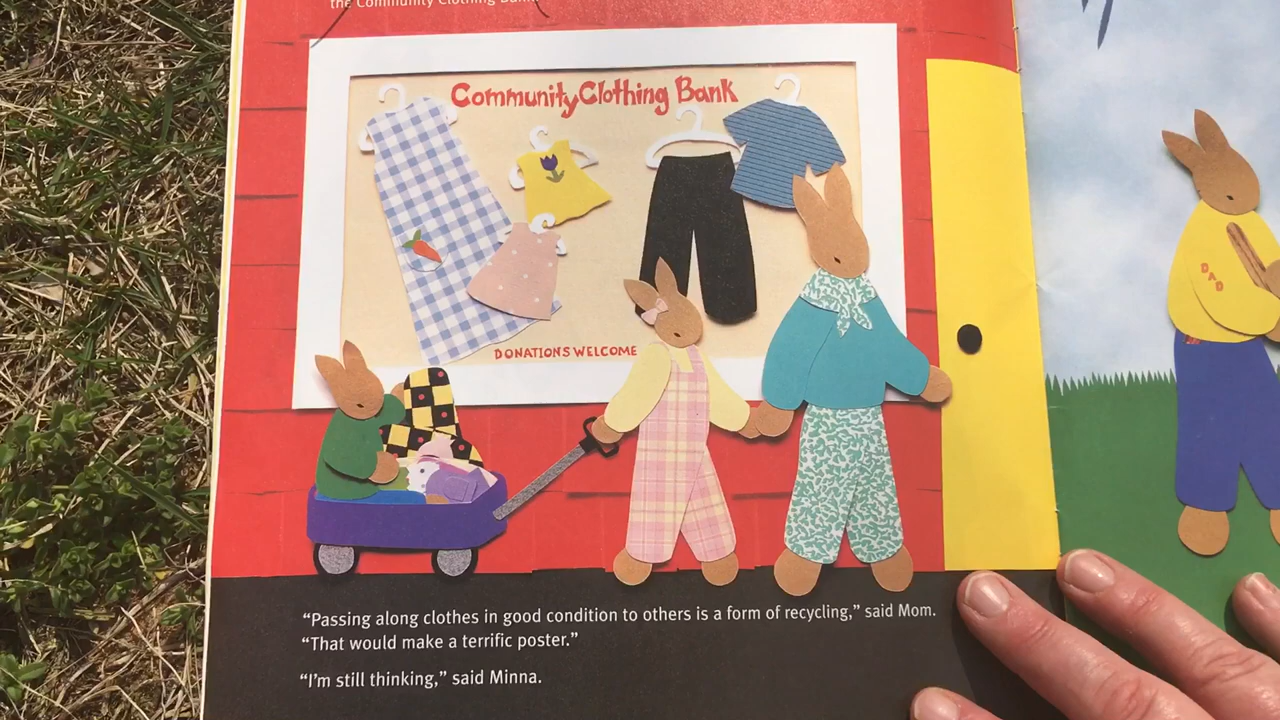 the Community Clothing Bank.
Community Clothing Bank
DONATIONS WELCOME
DAD
“Passing along clothes in good condition to others is a form of recycling,” said Mom.
“That would make a terrific poster.”
“I’m still thinking,” said Minna.